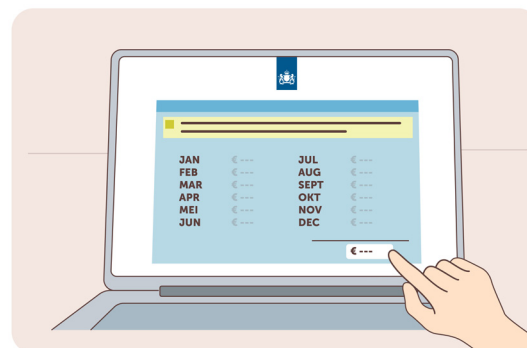 JAN € --- JUL € ---
FEB € --- AUG € ---
MAR € --- SEPT € ---
APR € --- OKT € ---
MEI € --- NOV € ---
JUN € --- DEC € ---
€ ---